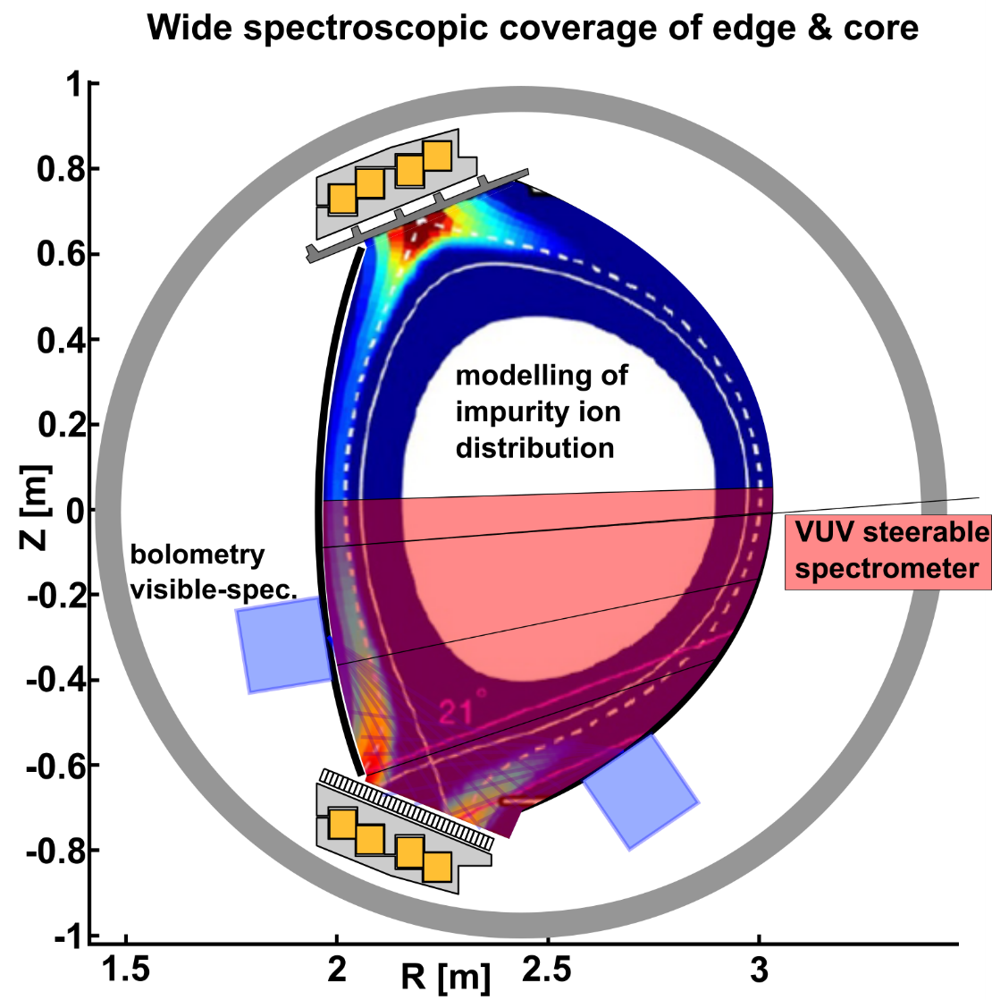 Wide spectroscopic coverage of edge & core
1
0.8
0.6
0.4
0.2
0
-0.2
-0.4
-0.6
-0.8
-1
Z [m]
modelling of
impurity ion
distribution
VUV steerable
spectrometer
bolometry
visible-spec.
21°
1.5
2
2.5
3
R [m]